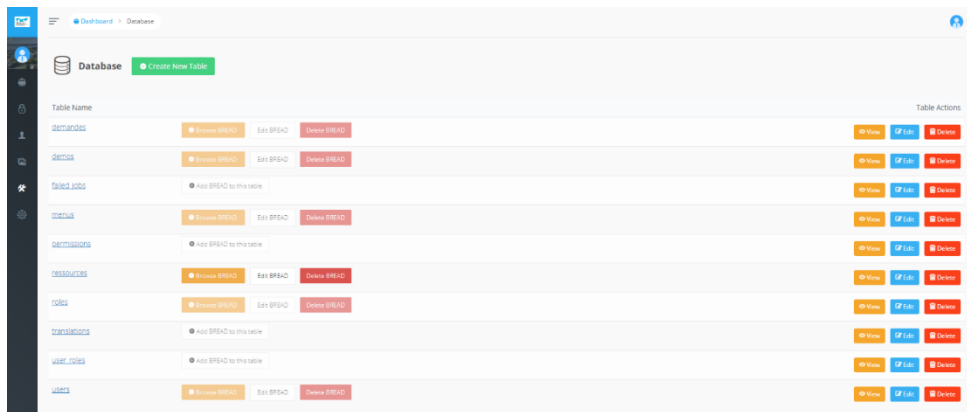 Dashboard > Database
Database Create New Table
Table Name Table Actions
demandes Browse BREAD Edit BREAD Delete BREAD View Edit Delete
demos Browse BREAD Edit BREAD Delete BREAD View Edit Delete
failed_jobs Add BREAD to this table View Edit Delete
menus Browse BREAD Edit BREAD Delete BREAD View Edit Delete
permissions Add BREAD to this table View Edit Delete
ressources Browse BREAD Edit BREAD Delete BREAD View Edit Delete
roles Browse BREAD Edit BREAD Delete BREAD View Edit Delete
translations Add BREAD to this table View Edit Delete
user_roles Add BREAD to this table View Edit Delete
users Browse BREAD Edit BREAD Delete BREAD View Edit Delete